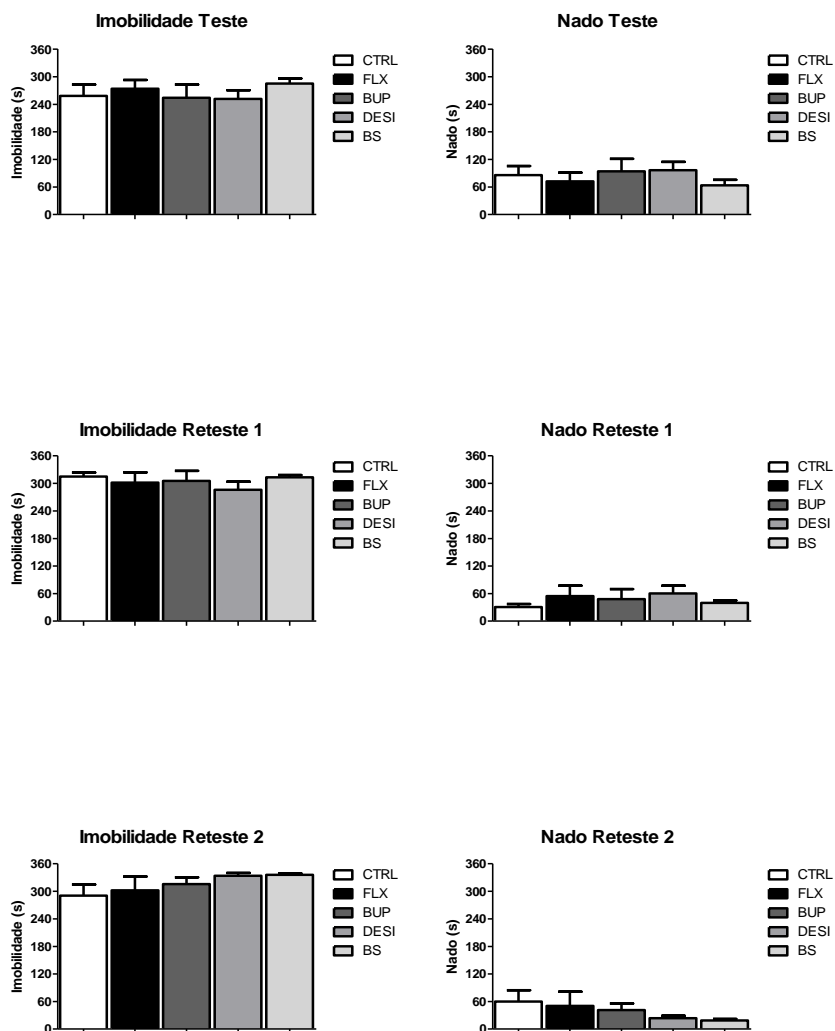 Imobilidade Teste
Imobilidade (s)
360
300
240
180
120
60
0
CTRL
FLX
BUP
DESI
BS
Nado Teste
Nado (s)
360
300
240
180
120
60
0
CTRL
FLX
BUP
DESI
BS
Imobilidade Reteste 1
Imobilidade (s)
360
300
240
180
120
60
0
CTRL
FLX
BUP
DESI
BS
Nado Reteste 1
Nado (s)
360
300
240
180
120
60
0
CTRL
FLX
BUP
DESI
BS
Imobilidade Reteste 2
Imobilidade (s)
360
300
240
180
120
60
0
CTRL
FLX
BUP
DESI
BS
Nado Reteste 2
Nado (s)
360
300
240
180
120
60
0
CTRL
FLX
BUP
DESI
BS